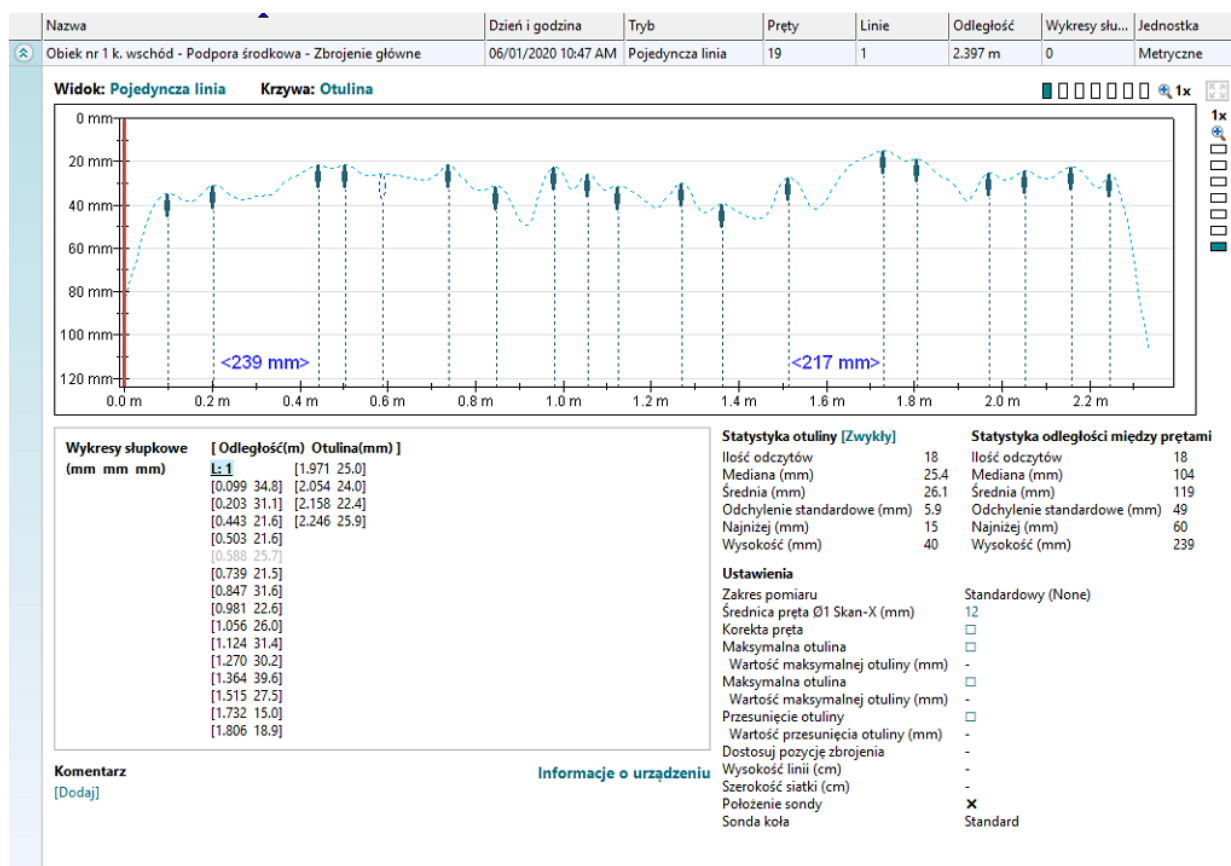 Nazwa Dzień i godzina Tryb Pręty Linie Odległość Wykresy słu... Jednostka
Obiek nr 1 k. wschód - Podpora środkowa - Zbrojenie główne 06/01/2020 10:47 AM Pojedyncza linia 19 1 2.397 m 0 Metryczne
Widok: Pojedyncza linia Krzywa: Otulina 1x
1x
0 mm
20 mm
40 mm
60 mm
80 mm
100 mm
120 mm
<239 mm> <217 mm>
0.0 m 0.2 m 0.4 m 0.6 m 0.8 m 1.0 m 1.2 m 1.4 m 1.6 m 1.8 m 2.0 m 2.2 m
Wykresy słupkowe
(mm mm mm)
[ Odległość(m) Otulina(mm) ]
L: 1 [1.971 25.0]
[0.099 34.8] [2.054 24.0]
[0.203 31.1] [2.158 22.4]
[0.443 21.6] [2.246 25.9]
[0.503 21.6]
[0.588 25.7]
[0.739 21.5]
[0.847 31.6]
[0.981 22.6]
[1.056 26.0]
[1.124 31.4]
[1.270 30.2]
[1.364 39.6]
[1.515 27.5]
[1.732 15.0]
[1.806 18.9]
Komentarz
[Dodaj]
Informacje o urządzeniu
Statystyka otuliny [Zwykły]
Ilość odczytów 18
Mediana (mm) 25.4
Średnia (mm) 26.1
Odchylenie standardowe (mm) 5.9
Najniżej (mm) 15
Wysokość (mm) 40
Statystyka odległości między prętami
Ilość odczytów 18
Mediana (mm) 104
Średnia (mm) 119
Odchylenie standardowe (mm) 49
Najniżej (mm) 60
Wysokość (mm) 239
Ustawienia
Zakres pomiaru Standardowy (None)
Średnica pręta Ø1 Skan-X (mm) 12
Korekta pręta
Maksymalna otulina
Wartość maksymalnej otuliny (mm) -
Maksymalna otulina
Wartość maksymalnej otuliny (mm) -
Przesunięcie otuliny
Wartość przesunięcia otuliny (mm) -
Dostosuj pozycję zbrojenia -
Wysokość linii (cm) -
Szerokość siatki (cm) -
Położenie sondy ×
Sonda koła Standard